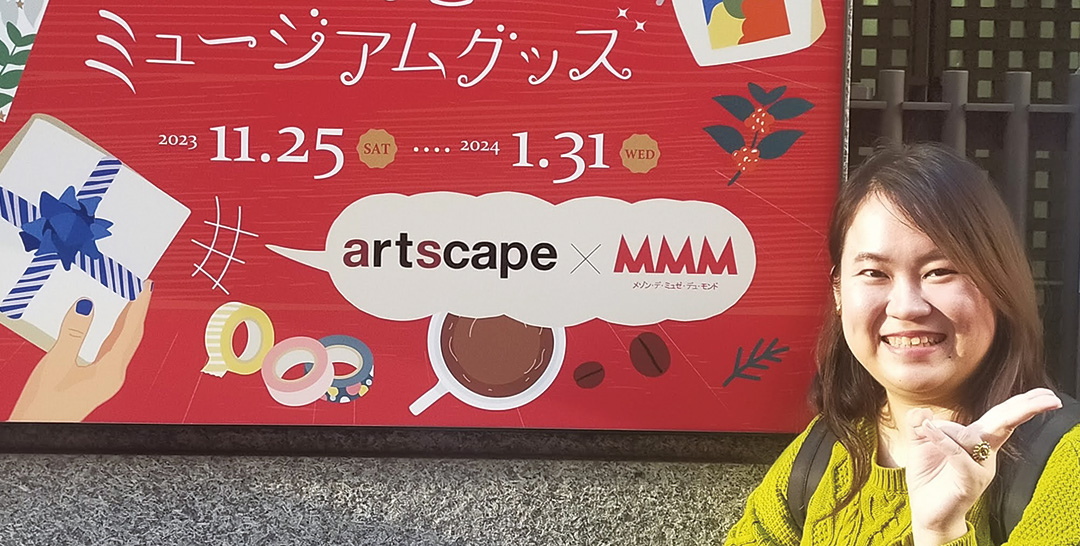 ミュージアムグッズ
2023 11.25 SAT .... 2024 1.31 WED
artscape × MMM
メゾン・デ・ミュゼ・デュ・モンド